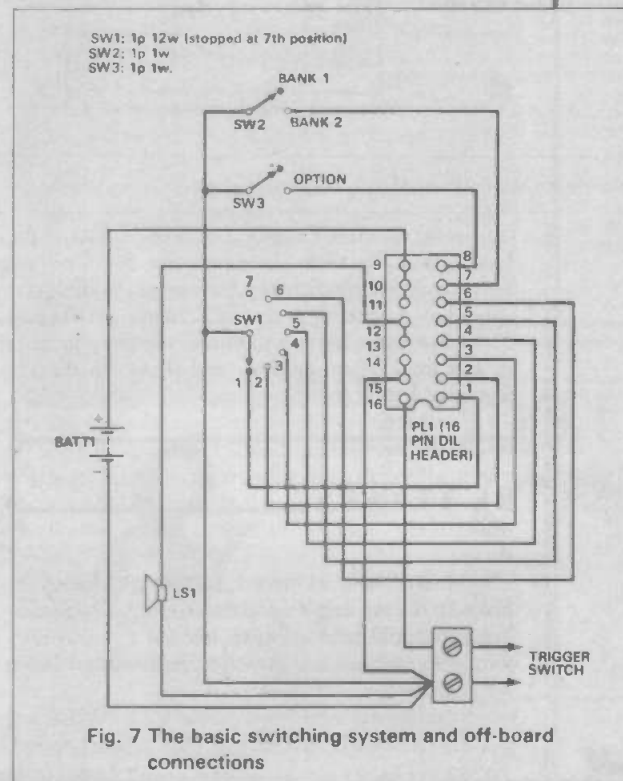 SW1: 1p 12w (stopped at 7th position)
SW2: 1p 1w
SW3: 1p 1w.
BANK 1
SW2
BANK 2
SW3
OPTION
9
8
10
7
11
6
12
5
13
4
14
3
15
2
16
1
7
6
SW1
5
4
3
1
2
PL1 (16
PIN DIL
HEADER)
+
BATT1
−
LS1
TRIGGER
SWITCH
Fig. 7 The basic switching system and off-board
connections